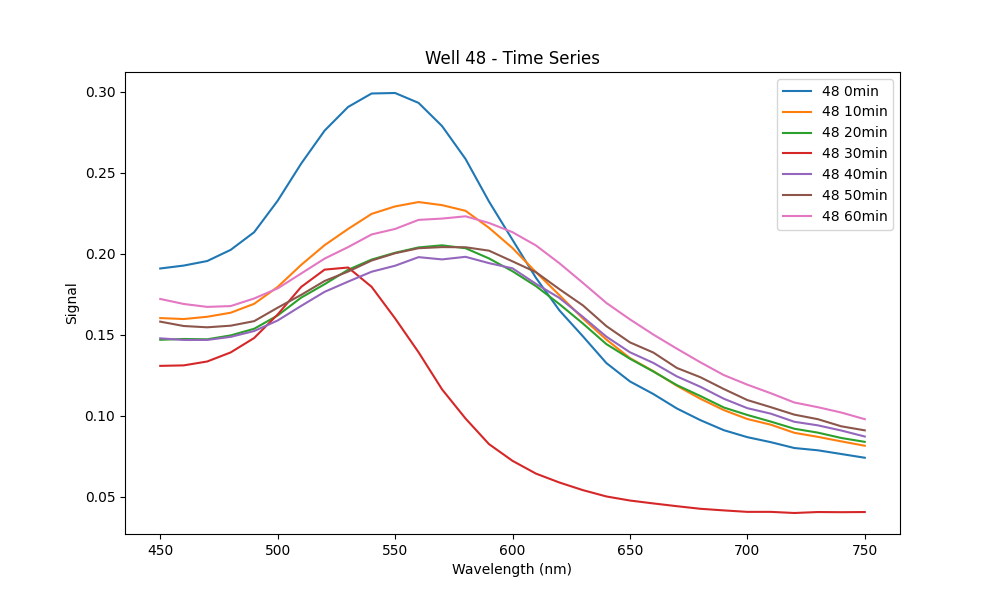 Well 48 - Time Series
48 0min
48 10min
48 20min
48 30min
48 40min
48 50min
48 60min
0.30
0.25
0.20
0.15
0.10
0.05
Signal
450 500 550 600 650 700 750
Wavelength (nm)